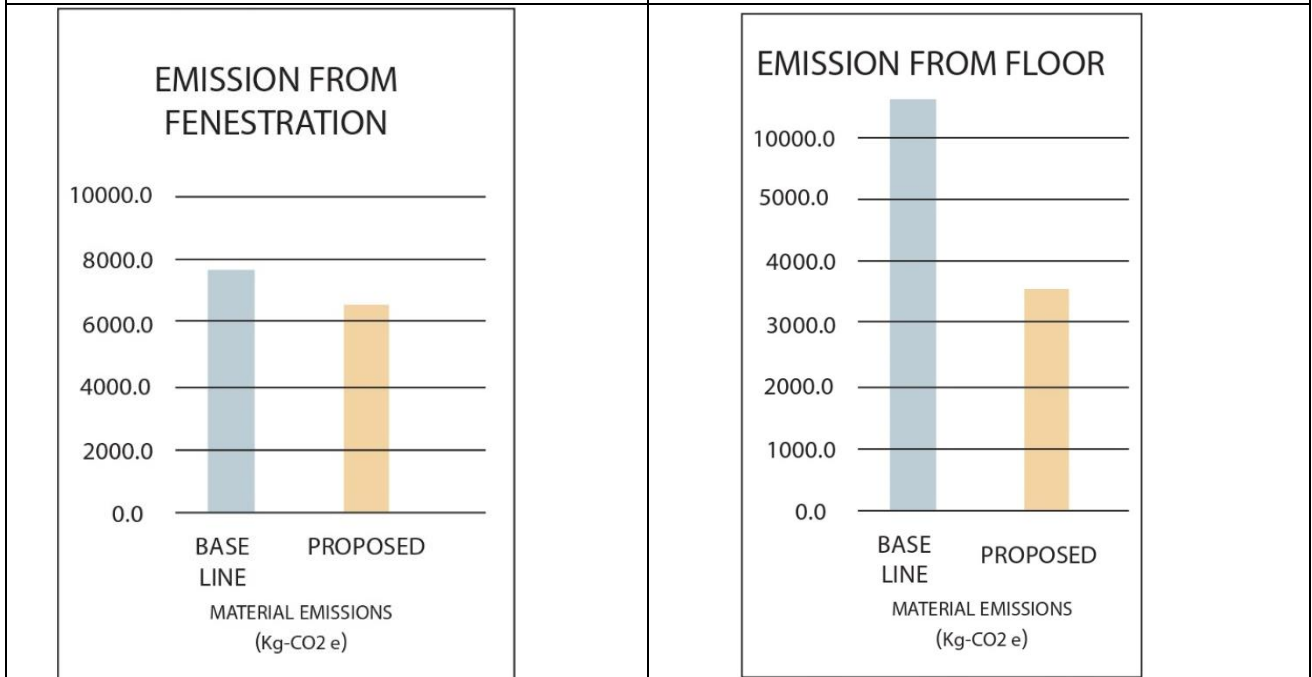 EMISSION FROM
FENESTRATION
10000.0
8000.0
6000.0
4000.0
2000.0
0.0
BASE
LINE
PROPOSED
MATERIAL EMISSIONS
(Kg-CO2 e)
EMISSION FROM FLOOR
10000.0
5000.0
4000.0
3000.0
2000.0
1000.0
0.0
BASE
LINE
PROPOSED
MATERIAL EMISSIONS
(Kg-CO2 e)